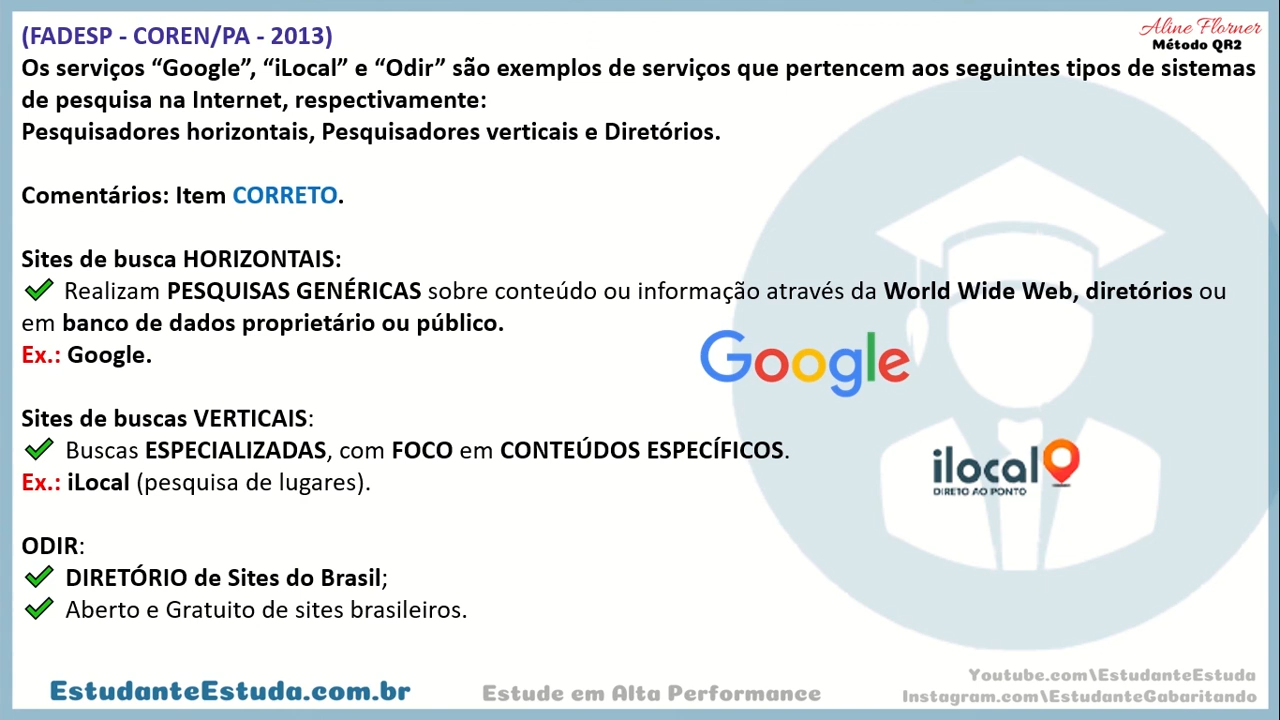 (FADESP - COREN/PA - 2013)
Aline Florner
Método QR2
Os serviços “Google”, “iLocal” e “Odir” são exemplos de serviços que pertencem aos seguintes tipos de sistemas
de pesquisa na Internet, respectivamente:
Pesquisadores horizontais, Pesquisadores verticais e Diretórios.
Comentários: Item CORRETO.
Sites de busca HORIZONTAIS:
Realizam PESQUISAS GENÉRICAS sobre conteúdo ou informação através da World Wide Web, diretórios ou
em banco de dados proprietário ou público.
Ex.: Google.
Google
Sites de buscas VERTICAIS:
Buscas ESPECIALIZADAS, com FOCO em CONTEÚDOS ESPECÍFICOS.
Ex.: iLocal (pesquisa de lugares).
ilocal
DIRETO AO PONTO
ODIR:
DIRETÓRIO de Sites do Brasil;
Aberto e Gratuito de sites brasileiros.
EstudanteEstuda.com.br
Estude em Alta Performance
Youtube.com\EstudanteEstuda
Instagram.com\EstudanteGabaritando